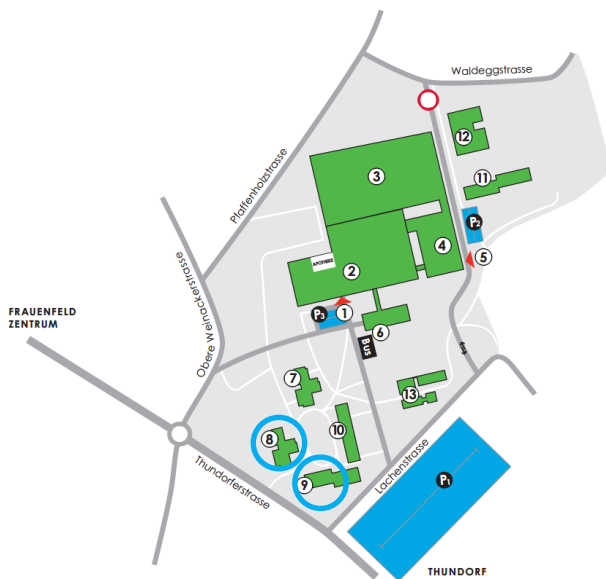 Waldeggstrasse
12
Pfaffenholzstrasse
3
11
P2
4
APOTHEKE
2
5
Obere Weinackerstrasse
FRAUENFELD
ZENTRUM
P3
1
6
Bus
7
13
8
10
Thundorferstrasse
9
Lachenstrasse
P1
THUNDORF